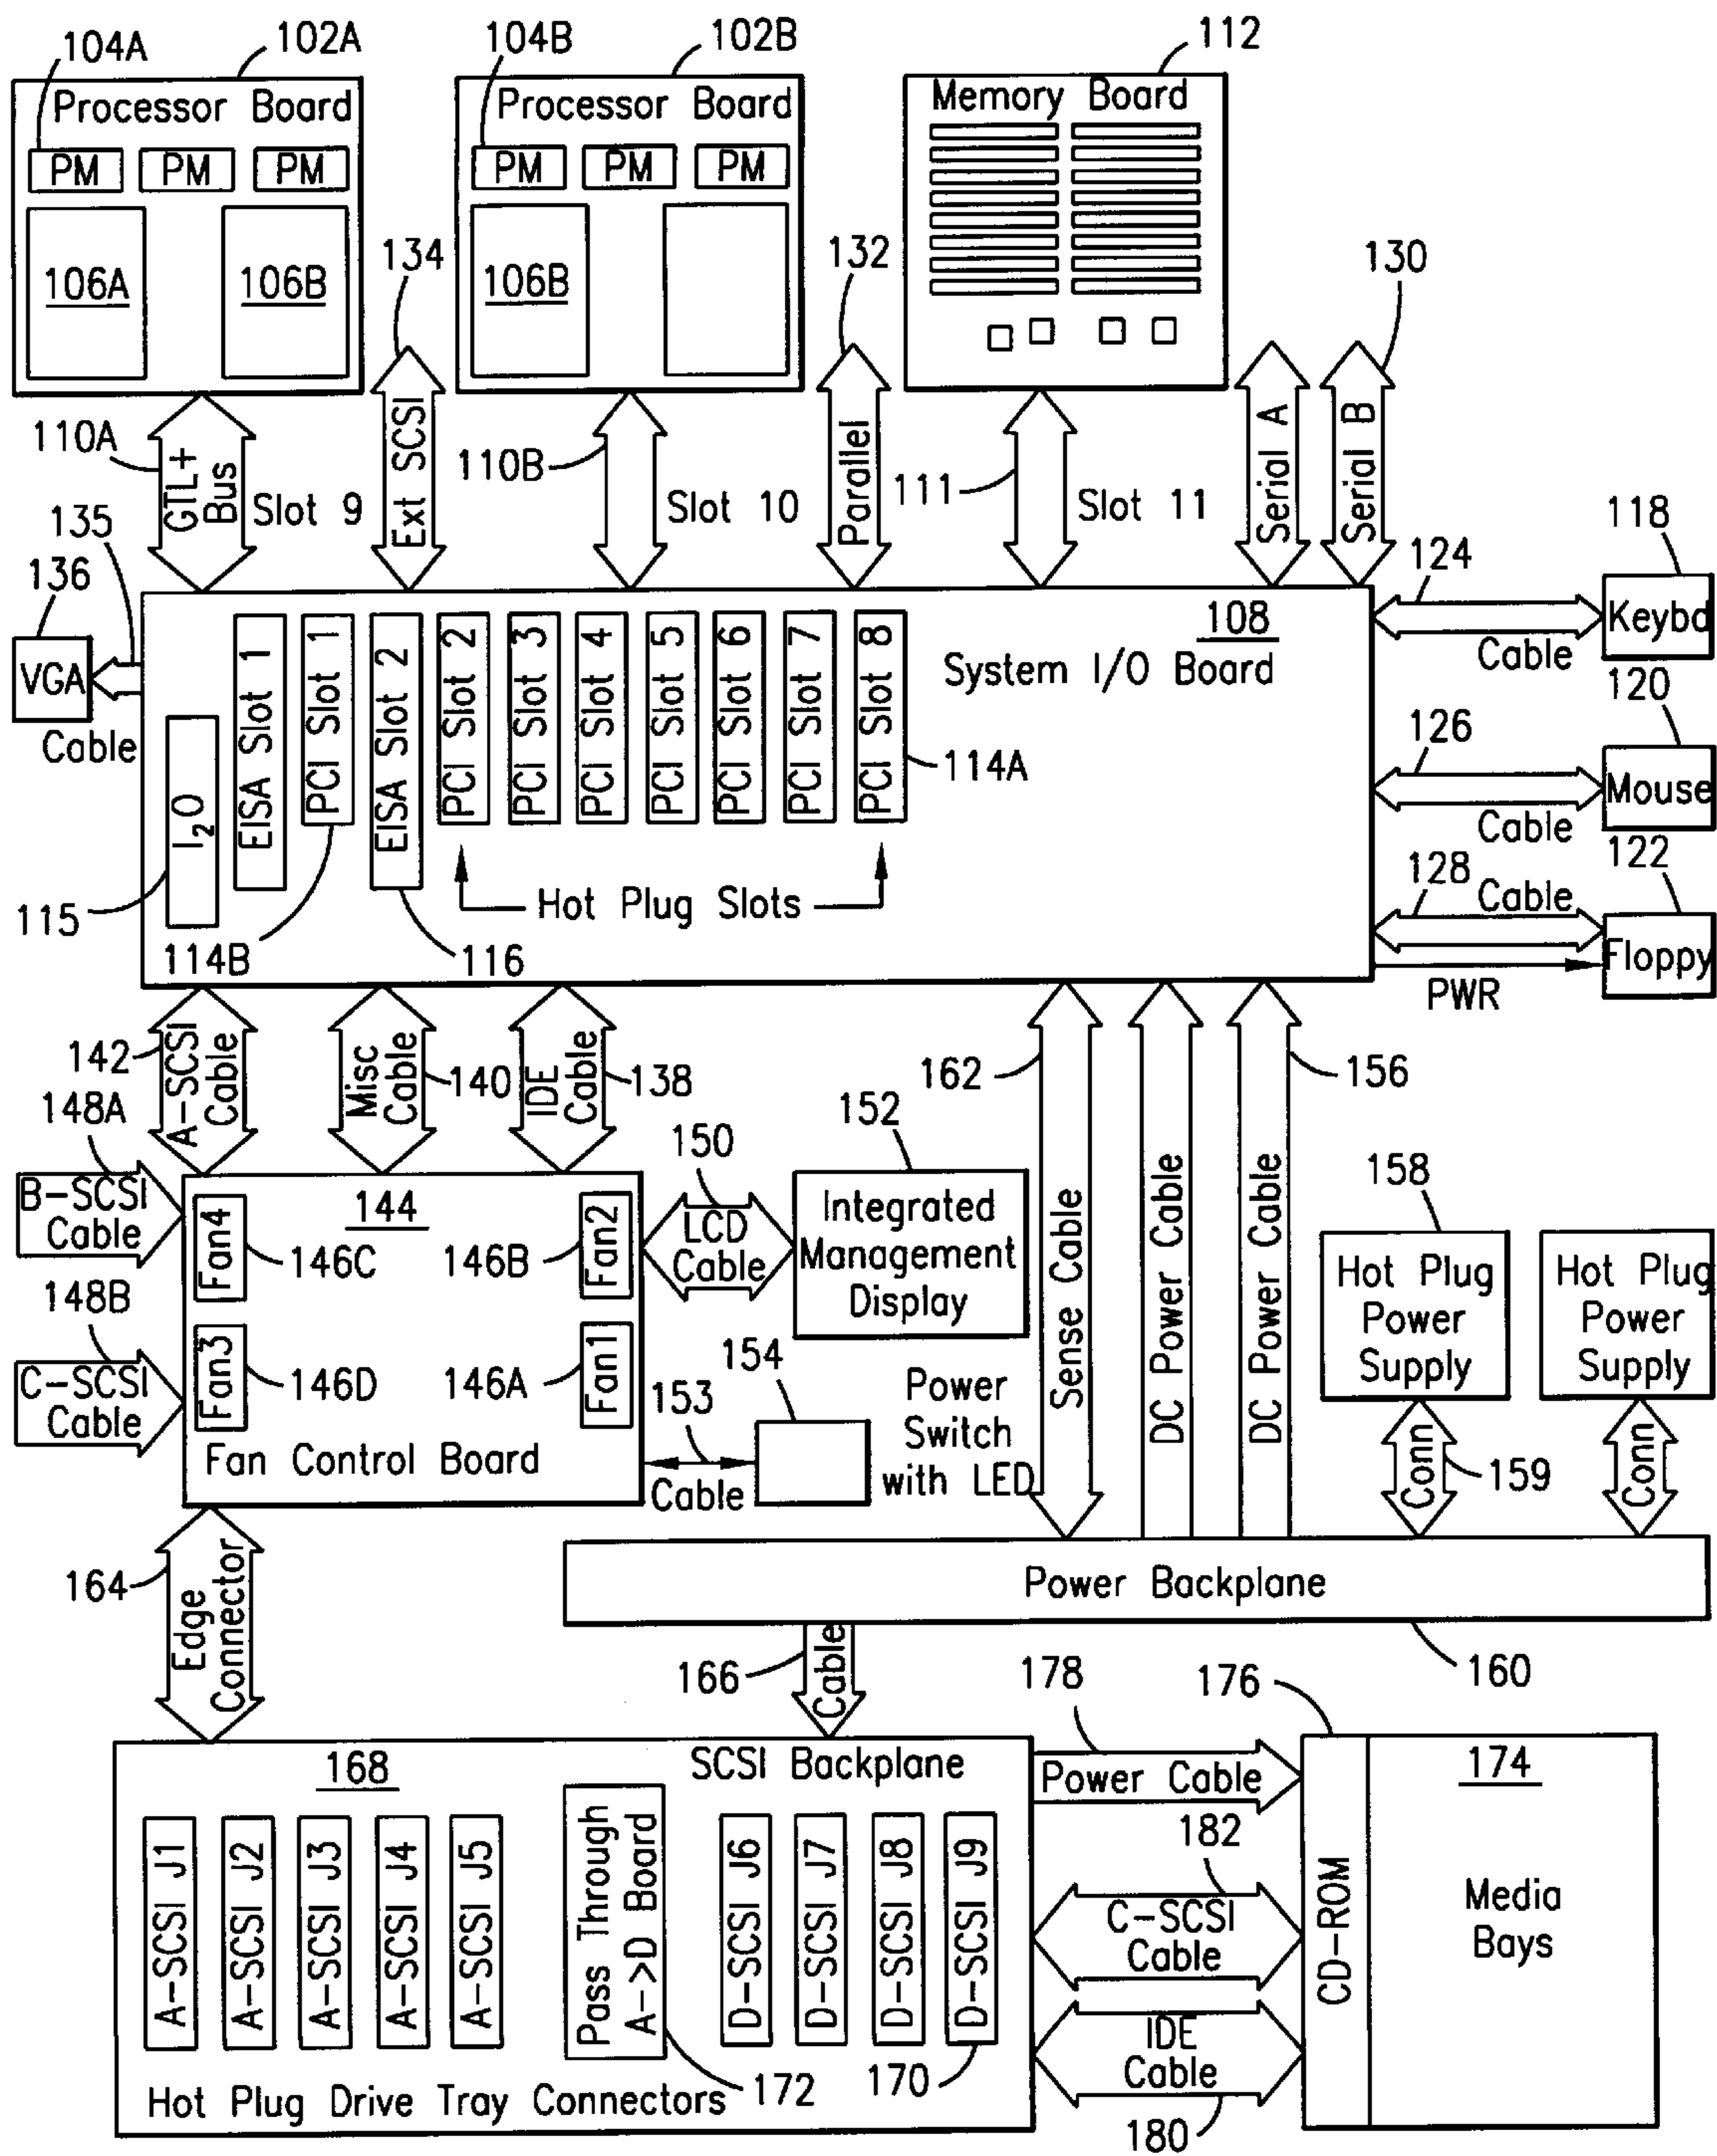 104A
102A
104B
102B
112
Processor Board
PM
PM
PM
106A
106B
Processor Board
PM
PM
PM
106B
Memory Board
134
132
130
110A
GTL+
Bus
Slot 9
Ext SCSI
110B
Slot 10
Parallel
111
Slot 11
Serial A
Serial B
135
136
VGA
Cable
I2O
115
EISA Slot 1
PCI Slot 1
EISA Slot 2
PCI Slot 2
PCI Slot 3
PCI Slot 4
PCI Slot 5
PCI Slot 6
PCI Slot 7
PCI Slot 8
108
System I/O Board
114A
Hot Plug Slots
114B
116
124
118
Keybd
Cable
120
126
Mouse
Cable
122
128
Cable
Floppy
PWR
142
A-SCSI
Cable
Misc
Cable
140
IDE
Cable
138
162
156
148A
B-SCSI
Cable
148B
C-SCSI
Cable
144
Fan4
146C
146B
Fan2
Fan3
146D
146A
Fan1
Fan Control Board
150
LCD
Cable
152
Integrated
Management
Display
153
Cable
154
Power
Switch
with LED
Sense Cable
DC Power Cable
DC Power Cable
158
Hot Plug
Power
Supply
Hot Plug
Power
Supply
Conn
159
Conn
164
Edge
Connector
Power Backplane
160
166
Cable
168
SCSI Backplane
A-SCSI J1
A-SCSI J2
A-SCSI J3
A-SCSI J4
A-SCSI J5
Pass Through
A->D Board
D-SCSI J6
D-SCSI J7
D-SCSI J8
D-SCSI J9
172
170
Hot Plug Drive Tray Connectors
178
Power Cable
176
182
C-SCSI
Cable
IDE
Cable
180
CD-ROM
174
Media
Bays